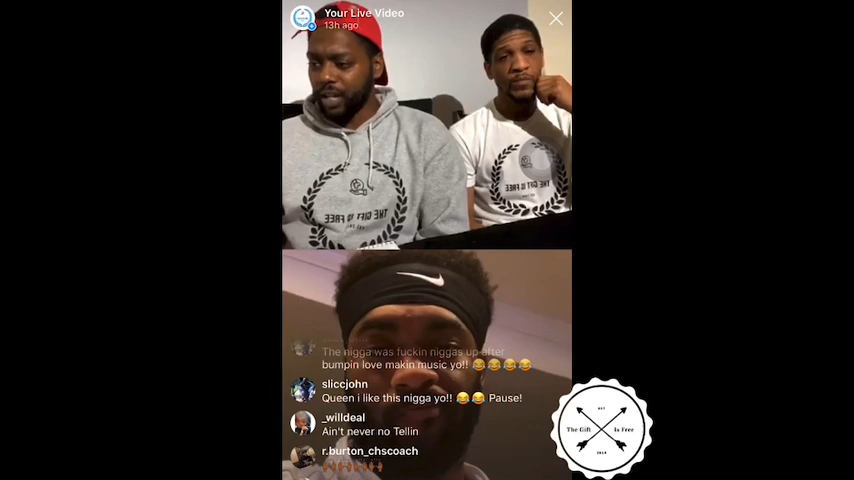 Your Live Video
13h ago
THE GIFT IS FREE
THE GIFT IS FREE
The nigga was fuckin niggas up after
bumpin love makin music yo!! 😂😂😂😂
sliccjohn
Queen i like this nigga yo!! 😂😂 Pause!
_willdeal
Ain't never no Tellin
r.burton_chscoach
🙌🏾🙌🏾🙌🏾🙌🏾🙌🏾
EST
The Gift Is Free
2018